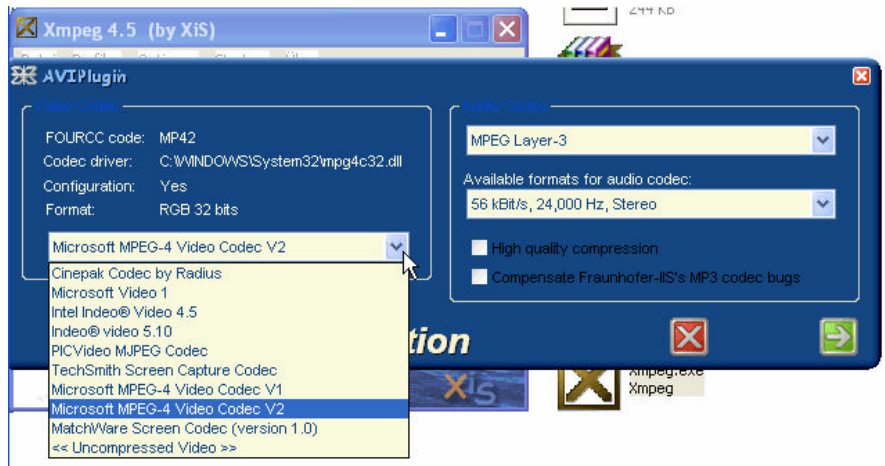 244 KB
Xmpeg 4.5 (by XiS)
AVIPlugin
Video Codec
Audio Codec
FOURCC code: MP42
Codec driver: C:\WINDOWS\System32\mpg4c32.dll
Configuration: Yes
Format: RGB 32 bits
Microsoft MPEG-4 Video Codec V2
MPEG Layer-3
Available formats for audio codec:
56 kBit/s, 24,000 Hz, Stereo
High quality compression
Compensate Fraunhofer-IIS's MP3 codec bugs
Cinepak Codec by Radius
Microsoft Video 1
Intel Indeo® Video 4.5
Indeo® video 5.10
PICVideo MJPEG Codec
TechSmith Screen Capture Codec
Microsoft MPEG-4 Video Codec V1
Microsoft MPEG-4 Video Codec V2
MatchWare Screen Codec (version 1.0)
<< Uncompressed Video >>
tion
XiS
Xmpeg.exe
Xmpeg